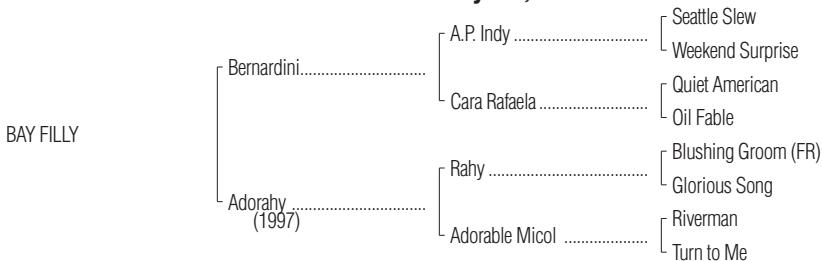 Seattle Slew
A.P. Indy ..................................
Weekend Surprise
Bernardini...............................
Quiet American
Cara Rafaela ...........................
Oil Fable
BAY FILLY
Blushing Groom (FR)
Rahy .......................................
Glorious Song
Adorahy .................................
(1997)
Riverman
Adorable Micol .....................
Turn to Me